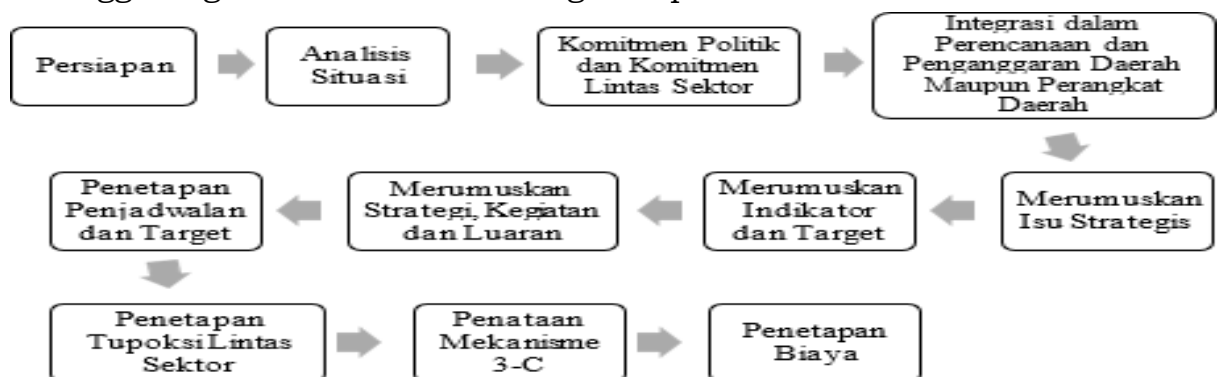 Persiapan
Analisis
Situasi
Komitmen Politik
dan Komitmen
Lintas Sektor
Integrasi dalam
Perencanaan dan
Penganggaran Daerah
Maupun Perangkat
Daerah
Merumuskan
Isu Strategis
Merumuskan
Indikator
dan Target
Merumuskan
Strategi, Kegiatan
dan Luaran
Penetapan
Penjadwalan
dan Target
Penetapan
Tupoksi Lintas
Sektor
Penataan
Mekanisme
3-C
Penetapan
Biaya